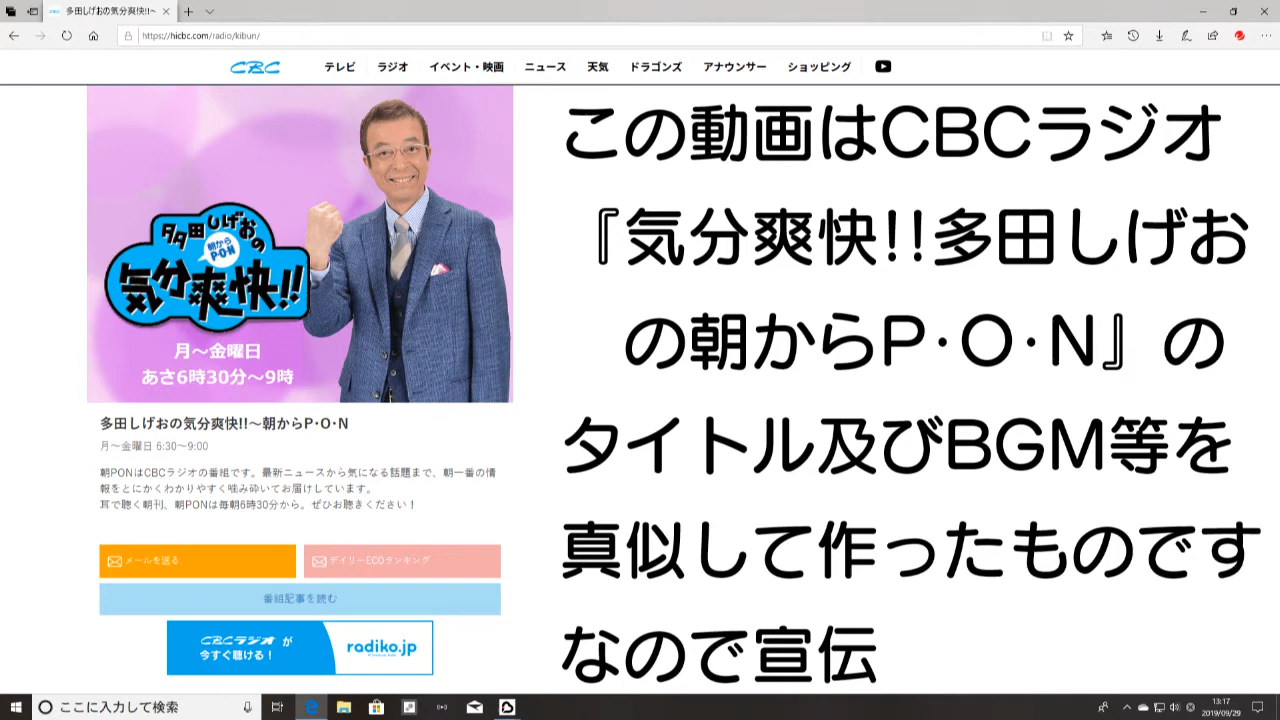 多田しげおの気分爽快!!～
https://hicbc.com/radio/kibun/
CBC
テレビ ラジオ イベント・映画 ニュース 天気 ドラゴンズ アナウンサー ショッピング
多田しげおの
朝から
P・O・N
気分爽快!!
月～金曜日
あさ6時30分～9時
多田しげおの気分爽快!!～朝からP・O・N
月～金曜日 6:30～9:00
朝PONはCBCラジオの番組です。最新ニュースから気になる話題まで、朝一番の情
報をとにかくわかりやすく噛み砕いてお届けしています。
耳で聴く朝刊、朝PONは毎朝6時30分から。ぜひお聴きください！
メールを送る
デイリーECOランキング
番組記事を読む
CBCラジオ が
今すぐ聴ける！
radiko.jp
この動画はCBCラジオ
『気分爽快!!多田しげお
の朝からP・O・N』の
タイトル及びBGM等を
真似して作ったものです
なので宣伝
ここに入力して検索
13:17
2019/09/29